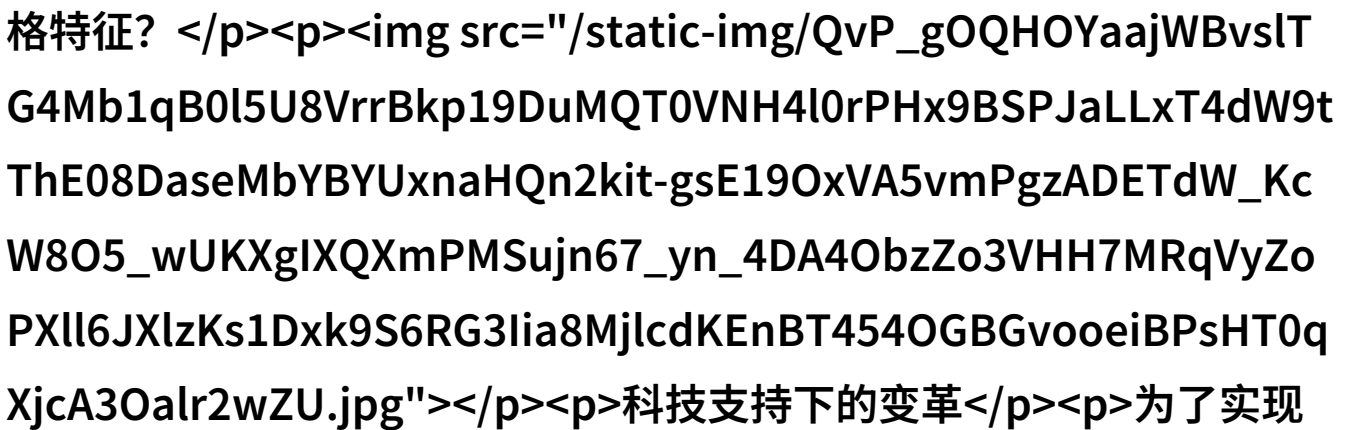 格特征？</p><p><img src="/static-img/QvP_gOQHOYaajWBvslT
G4Mb1qB0l5U8VrrBkp19DuMQT0VNH4l0rPHx9BSPJaLLxT4dW9t
ThE08DaseMbYBYUxnaHQn2kit-gsE19OxVA5vmPgzADETdW_Kc
W8O5_wUKXgIXQXmPMSujn67_yn_4DA4ObzZo3VHH7MRqVyZo
PXll6JXlzKs1Dxk9S6RG3Iia8MjlcdKEnBT454OGBGvooeiBPsHT0q
XjcA3Oalr2wZU.jpg"></p><p>科技支持下的变革</p><p>为了实现